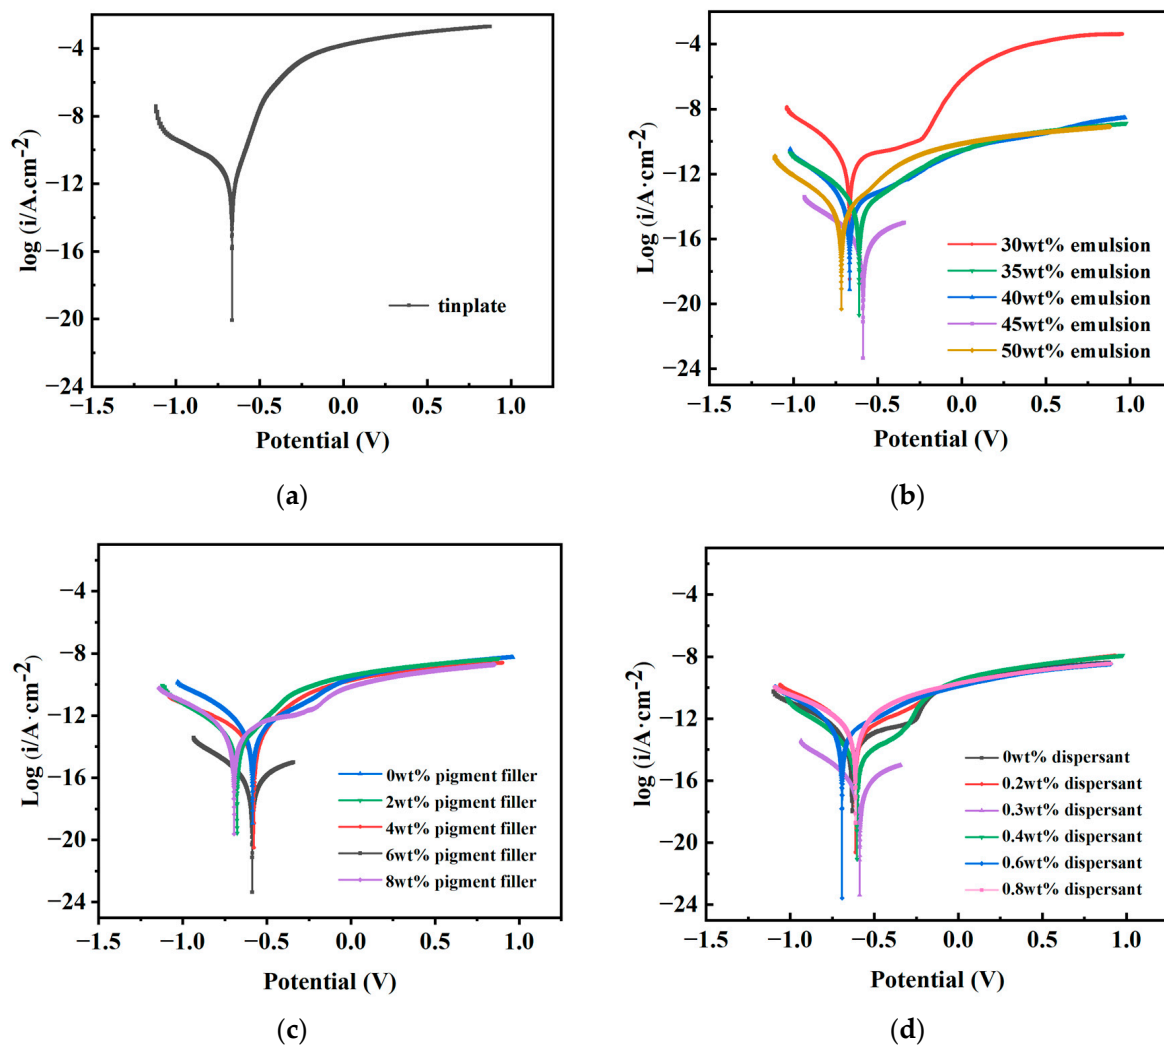 −4
−8
−12
−16
−20
−24
log (i/A.cm⁻²)
tinplate
−1.5 −1.0 −0.5 0.0 0.5 1.0
Potential (V)
(a)
−4
−8
−12
−16
−20
−24
Log (i/A·cm⁻²)
30wt% emulsion
35wt% emulsion
40wt% emulsion
45wt% emulsion
50wt% emulsion
−1.5 −1.0 −0.5 0.0 0.5 1.0
Potential (V)
(b)
−4
−8
−12
−16
−20
−24
Log (i/A·cm⁻²)
0wt% pigment filler
2wt% pigment filler
4wt% pigment filler
6wt% pigment filler
8wt% pigment filler
−1.5 −1.0 −0.5 0.0 0.5 1.0
Potential (V)
(c)
−4
−8
−12
−16
−20
−24
log (i/A·cm⁻²)
0wt% dispersant
0.2wt% dispersant
0.3wt% dispersant
0.4wt% dispersant
0.6wt% dispersant
0.8wt% dispersant
−1.5 −1.0 −0.5 0.0 0.5 1.0
Potential (V)
(d)